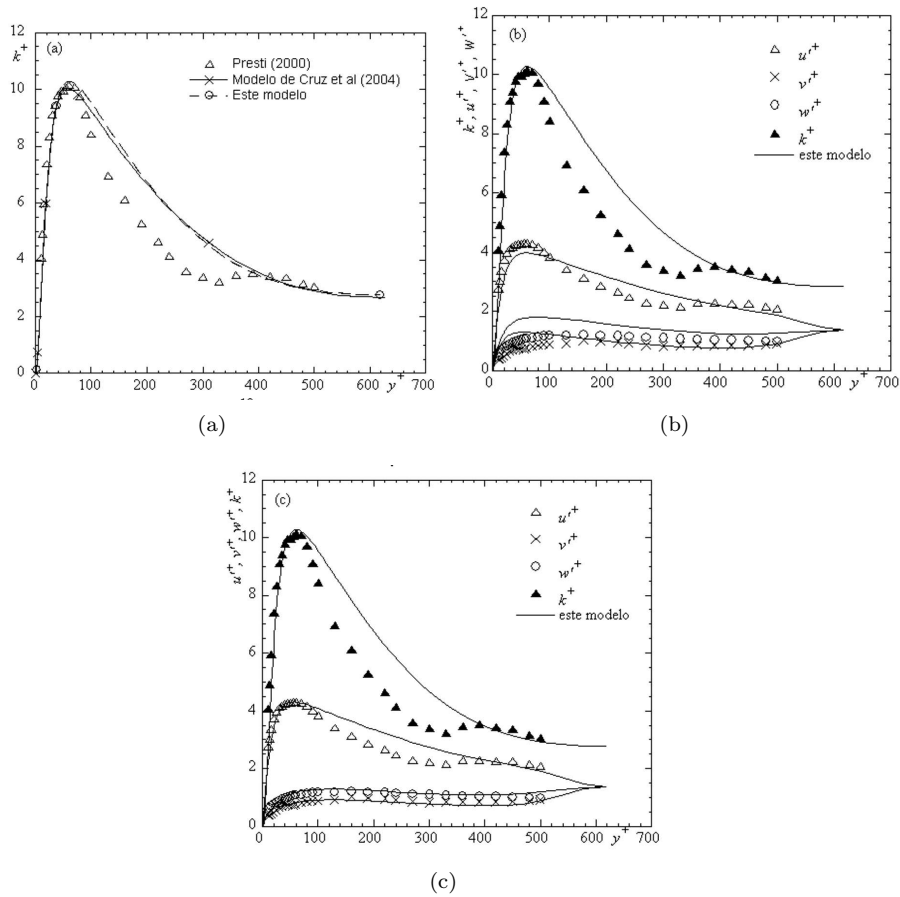 (a)
k+
12
10
8
6
4
2
0
Presti (2000)
Modelo de Cruz et al (2004)
Este modelo
0 100 200 300 400 500 600 700
y+
(a)
(b)
k+, u'+, v'+, w'+
12
10
8
6
4
2
0
u'+
v'+
w'+
k+
este modelo
0 100 200 300 400 500 600 700
y+
(b)
(c)
u'+, v'+, w'+, k+
12
10
8
6
4
2
0
u'+
v'+
w'+
k+
este modelo
0 100 200 300 400 500 600 700
y+
(c)